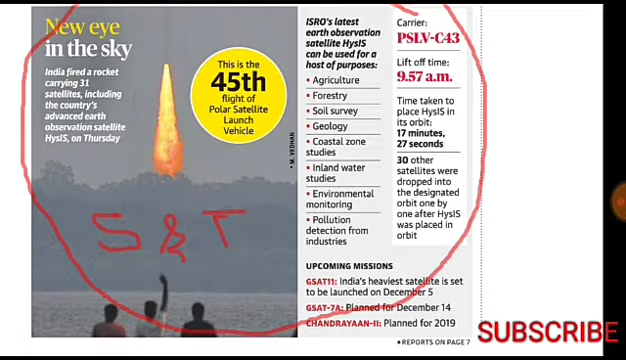 New eye
in the sky
India fired a rocket
carrying 31
satellites, including
the country's
advanced earth
observation satellite
HysIS, on Thursday
This is the
45th
flight of
Polar Satellite
Launch
Vehicle
• M. VEDHAN
S & T
ISRO's latest
earth observation
satellite HysIS
can be used for a
host of purposes:
• Agriculture
• Forestry
• Soil survey
• Geology
• Coastal zone
studies
• Inland water
studies
• Environmental
monitoring
• Pollution
detection from
industries
Carrier:
PSLV-C43
Lift off time:
9.57 a.m.
Time taken to
place HysIS in
its orbit:
17 minutes,
27 seconds
30 other
satellites were
dropped into
the designated
orbit one by
one after HysIS
was placed in
orbit
UPCOMING MISSIONS
GSAT11: India's heaviest satellite is set
to be launched on December 5
GSAT-7A: Planned for December 14
CHANDRAYAAN-II: Planned for 2019
• REPORTS ON PAGE 7
SUBSCRIBE